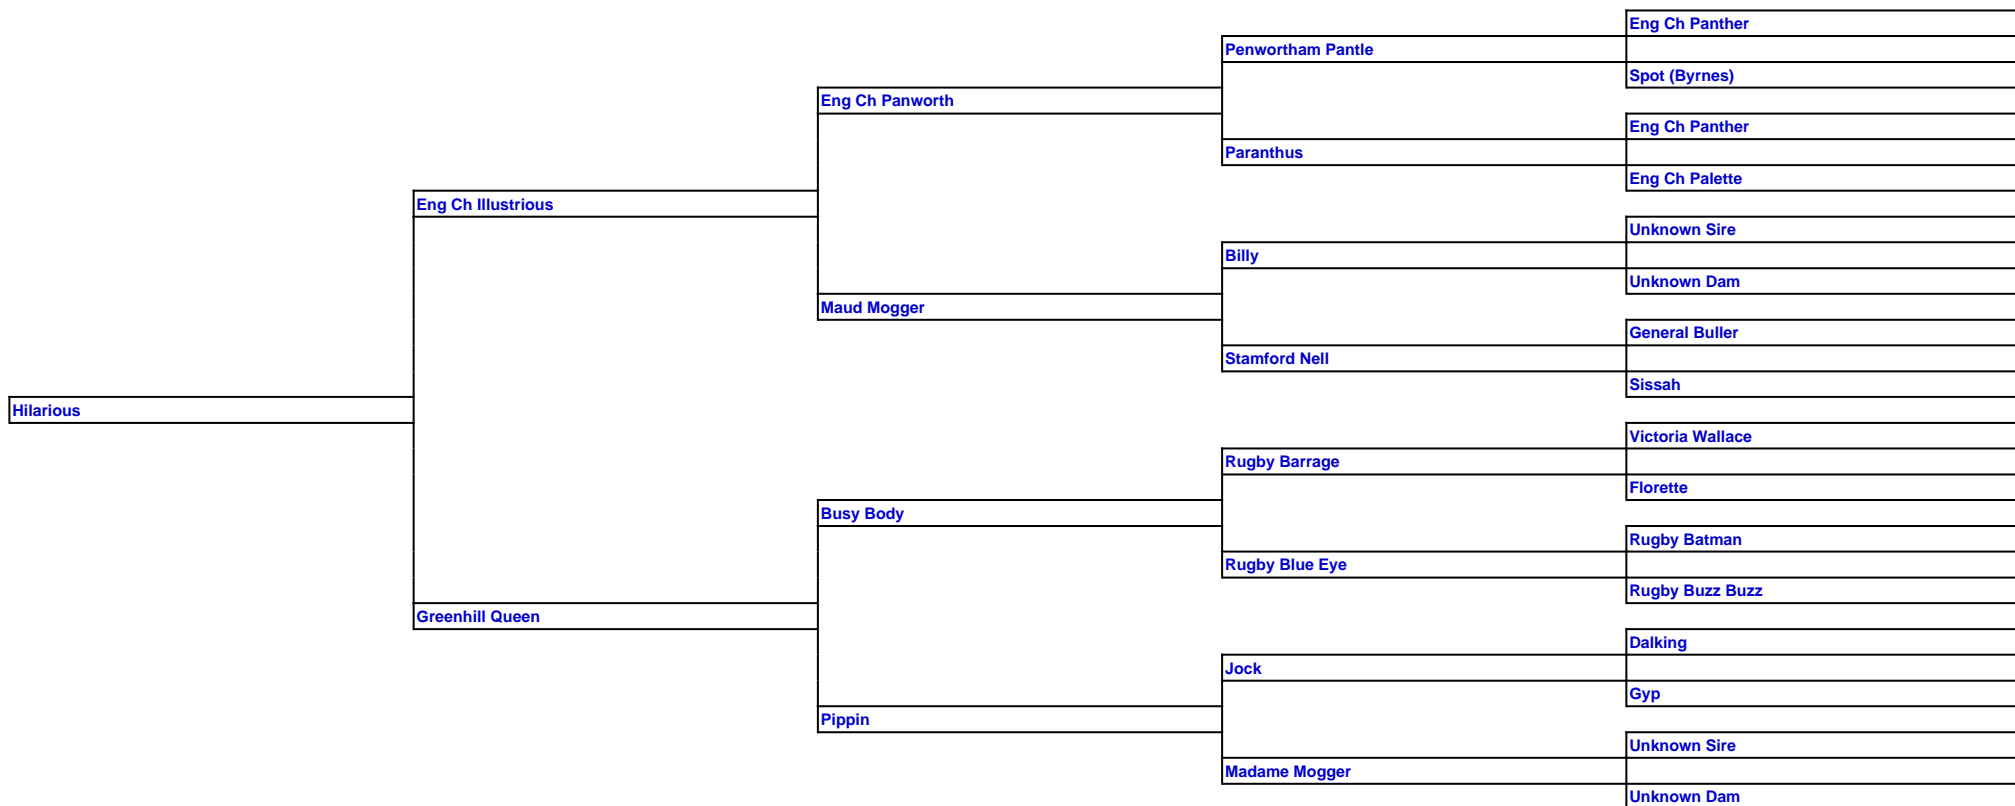 Eng Ch Panther
Penwortham Pantle
Spot (Byrnes)
Eng Ch Panworth
Eng Ch Panther
Paranthus
Eng Ch Palette
Eng Ch Illustrious
Unknown Sire
Billy
Unknown Dam
Maud Mogger
General Buller
Stamford Nell
Sissah
Hilarious
Victoria Wallace
Rugby Barrage
Florette
Busy Body
Rugby Batman
Rugby Blue Eye
Rugby Buzz Buzz
Greenhill Queen
Dalking
Jock
Gyp
Pippin
Unknown Sire
Madame Mogger
Unknown Dam